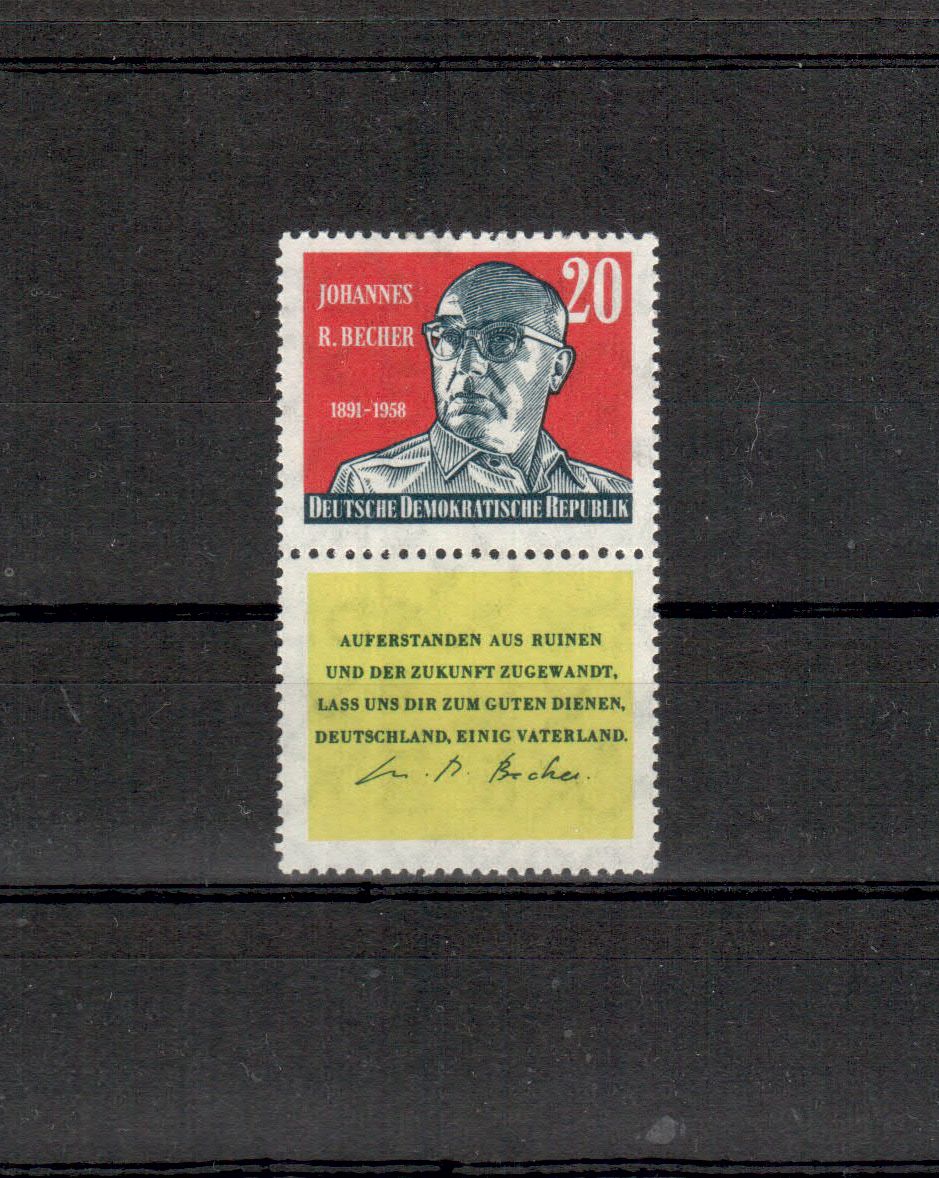 JOHANNES
R. BECHER
20
1891-1958
DEUTSCHE DEMOKRATISCHE REPUBLIK
AUFERSTANDEN AUS RUINEN
UND DER ZUKUNFT ZUGEWANDT,
LASS UNS DIR ZUM GUTEN DIENEN,
DEUTSCHLAND, EINIG VATERLAND.
Becher.